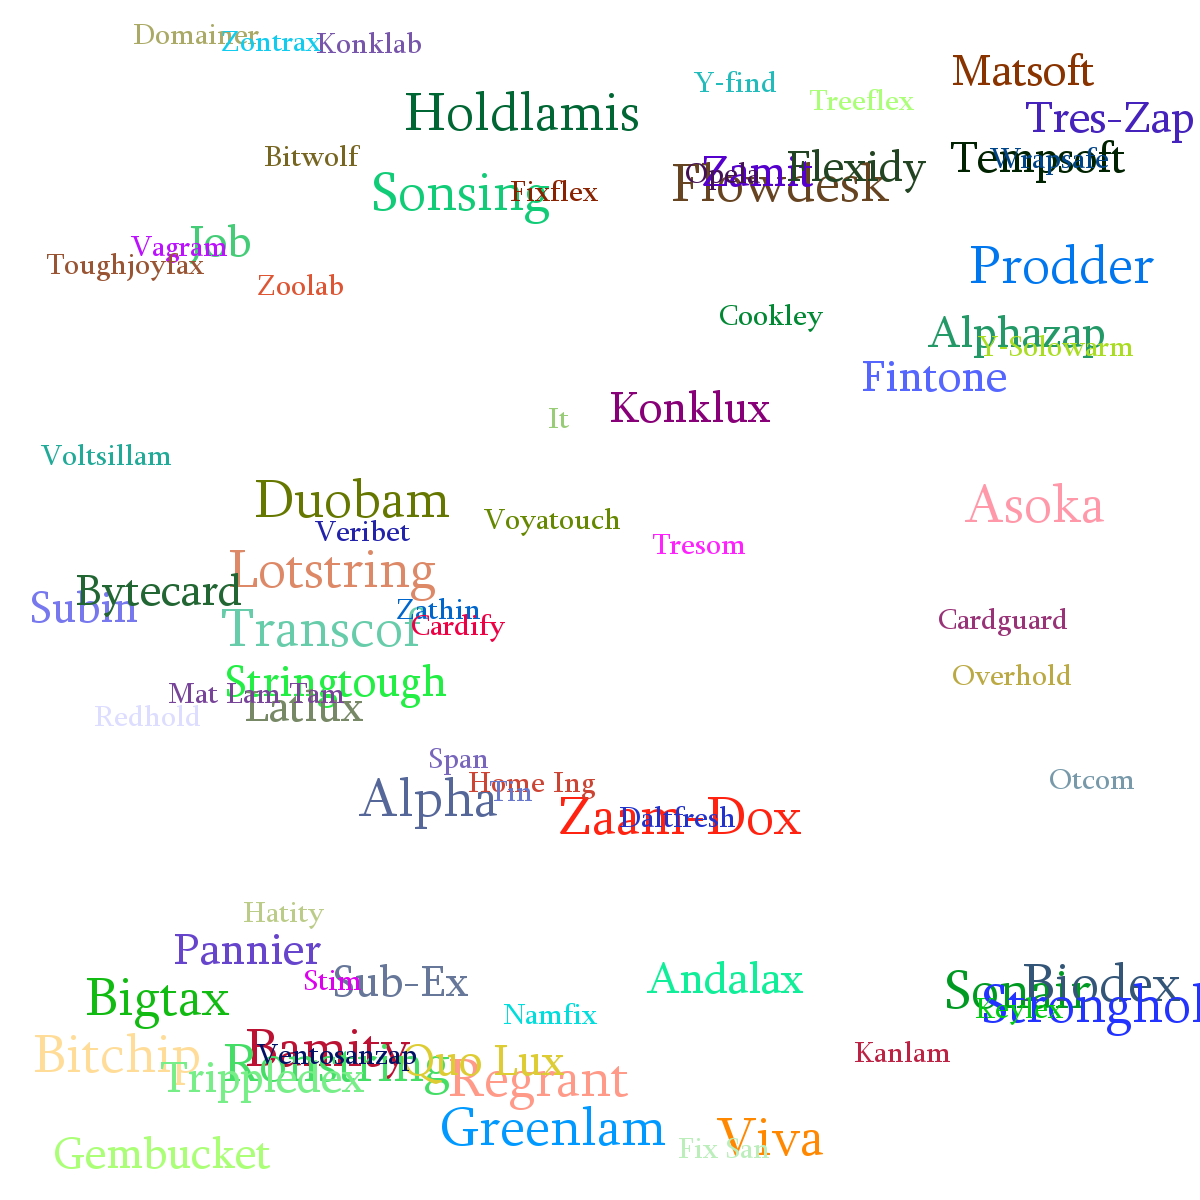 Domainer
Zontrax
Konklab
Matsoft
Y-find
Treeflex
Holdlamis
Tres-Zap
Bitwolf
Tempsoft
Wrapsafe
Flexidy
Zamit
Opela
Flowdesk
Sonsing
Fixflex
Job
Vagram
Toughjoyfax
Prodder
Zoolab
Cookley
Alphazap
Y-Solowarm
Fintone
Konklux
It
Voltsillam
Duobam
Asoka
Voyatouch
Veribet
Tresom
Lotstring
Bytecard
Subin
Zathin
Transcof
Cardify
Cardguard
Overhold
Stringtough
Mat Lam Tam
Latlux
Redhold
Span
Home Ing
Tin
Otcom
Alpha
Zaam-Dox
Daltfresh
Hatity
Pannier
Andalax
Stim
Sub-Ex
Biodex
Sonair
Bigtax
Stronghol
Keylex
Namfix
Bamity
Kanlam
Bitchip
Ventosanzap
Ronstring
Quo Lux
Trippledex
Regrant
Greenlam
Viva
Fix San
Gembucket